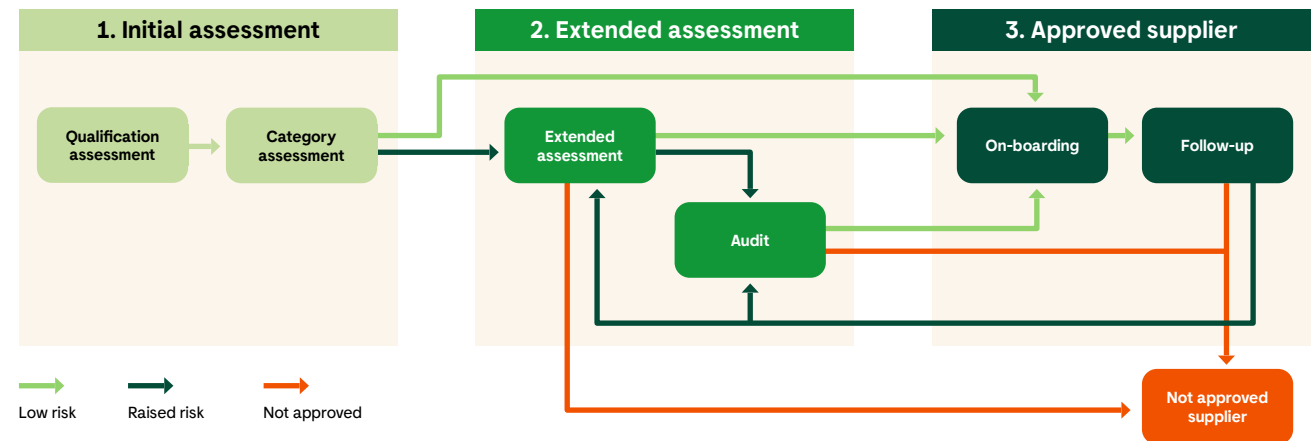 1. Initial assessment
2. Extended assessment
3. Approved supplier
Qualification
assessment
Category
assessment
Extended
assessment
On-boarding
Follow-up
Audit
Low risk
Raised risk
Not approved
Not approved
supplier